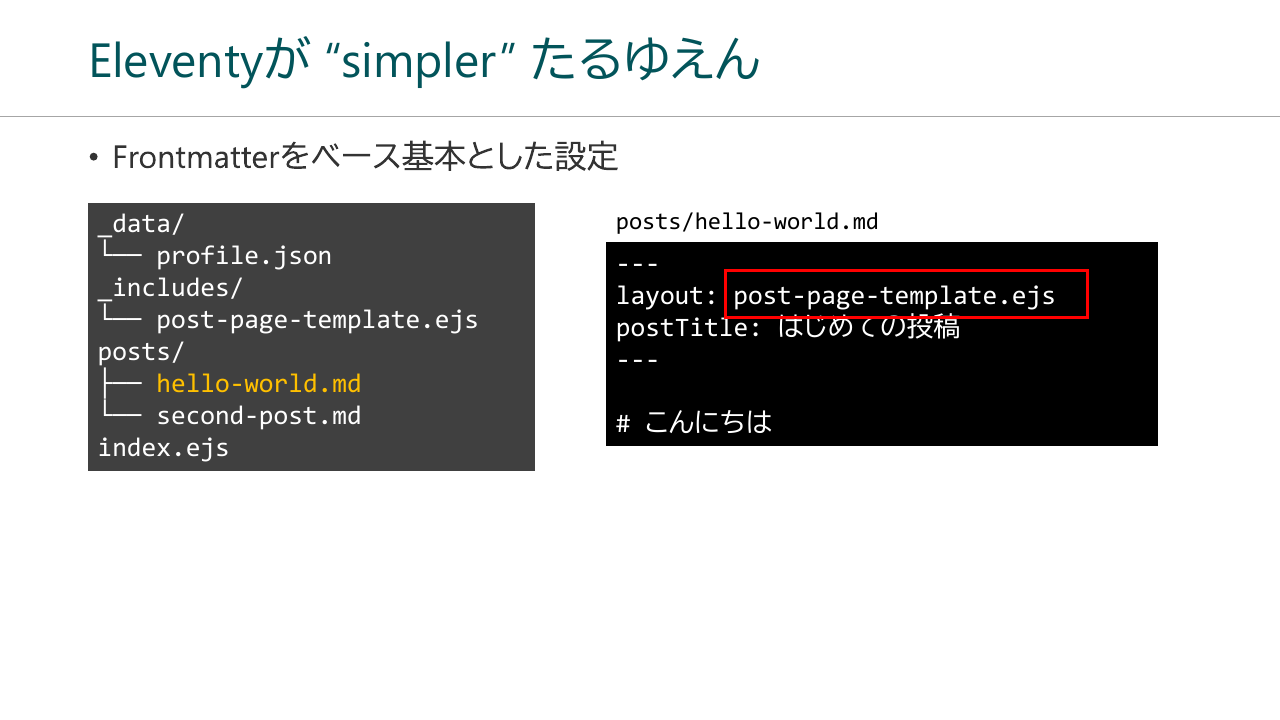 Eleventyが “simpler” たるゆえん
• Frontmatterをベース基本とした設定
_data/
└── profile.json
_includes/
└── post-page-template.ejs
posts/
├── hello-world.md
└── second-post.md
index.ejs
posts/hello-world.md
---
layout: post-page-template.ejs
postTitle: はじめての投稿
---
# こんにちは